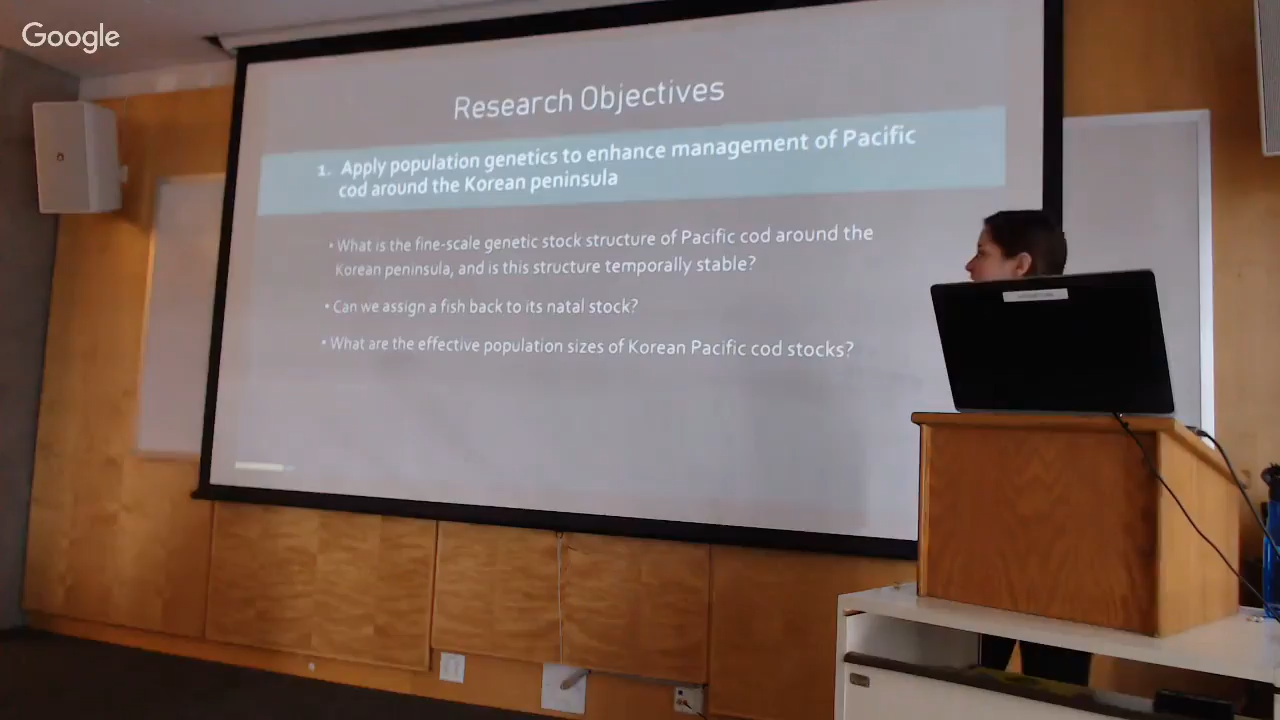 Google
Research Objectives
1. Apply population genetics to enhance management of Pacific
cod around the Korean peninsula
• What is the fine-scale genetic stock structure of Pacific cod around the
Korean peninsula, and is this structure temporally stable?
• Can we assign a fish back to its natal stock?
• What are the effective population sizes of Korean Pacific cod stocks?